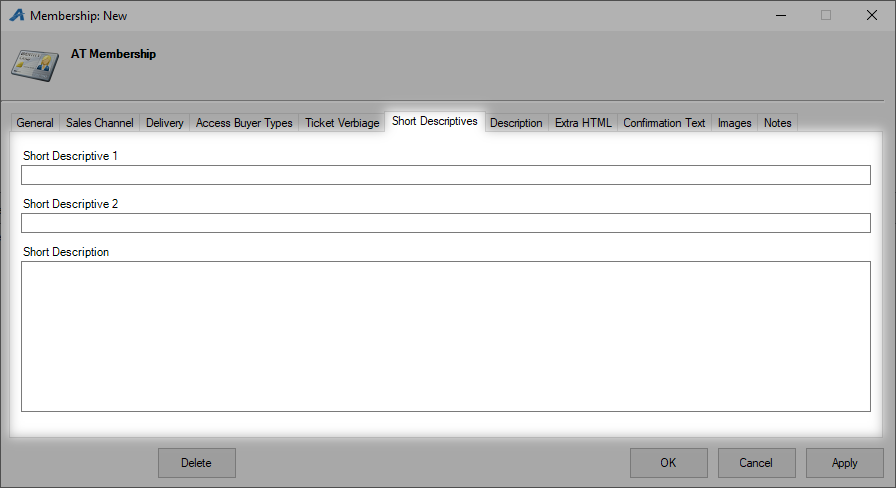 Membership: New
AT Membership
General Sales Channel Delivery Access Buyer Types Ticket Verbiage Short Descriptives Description Extra HTML Confirmation Text Images Notes
Short Descriptive 1
Short Descriptive 2
Short Description
Delete OK Cancel Apply